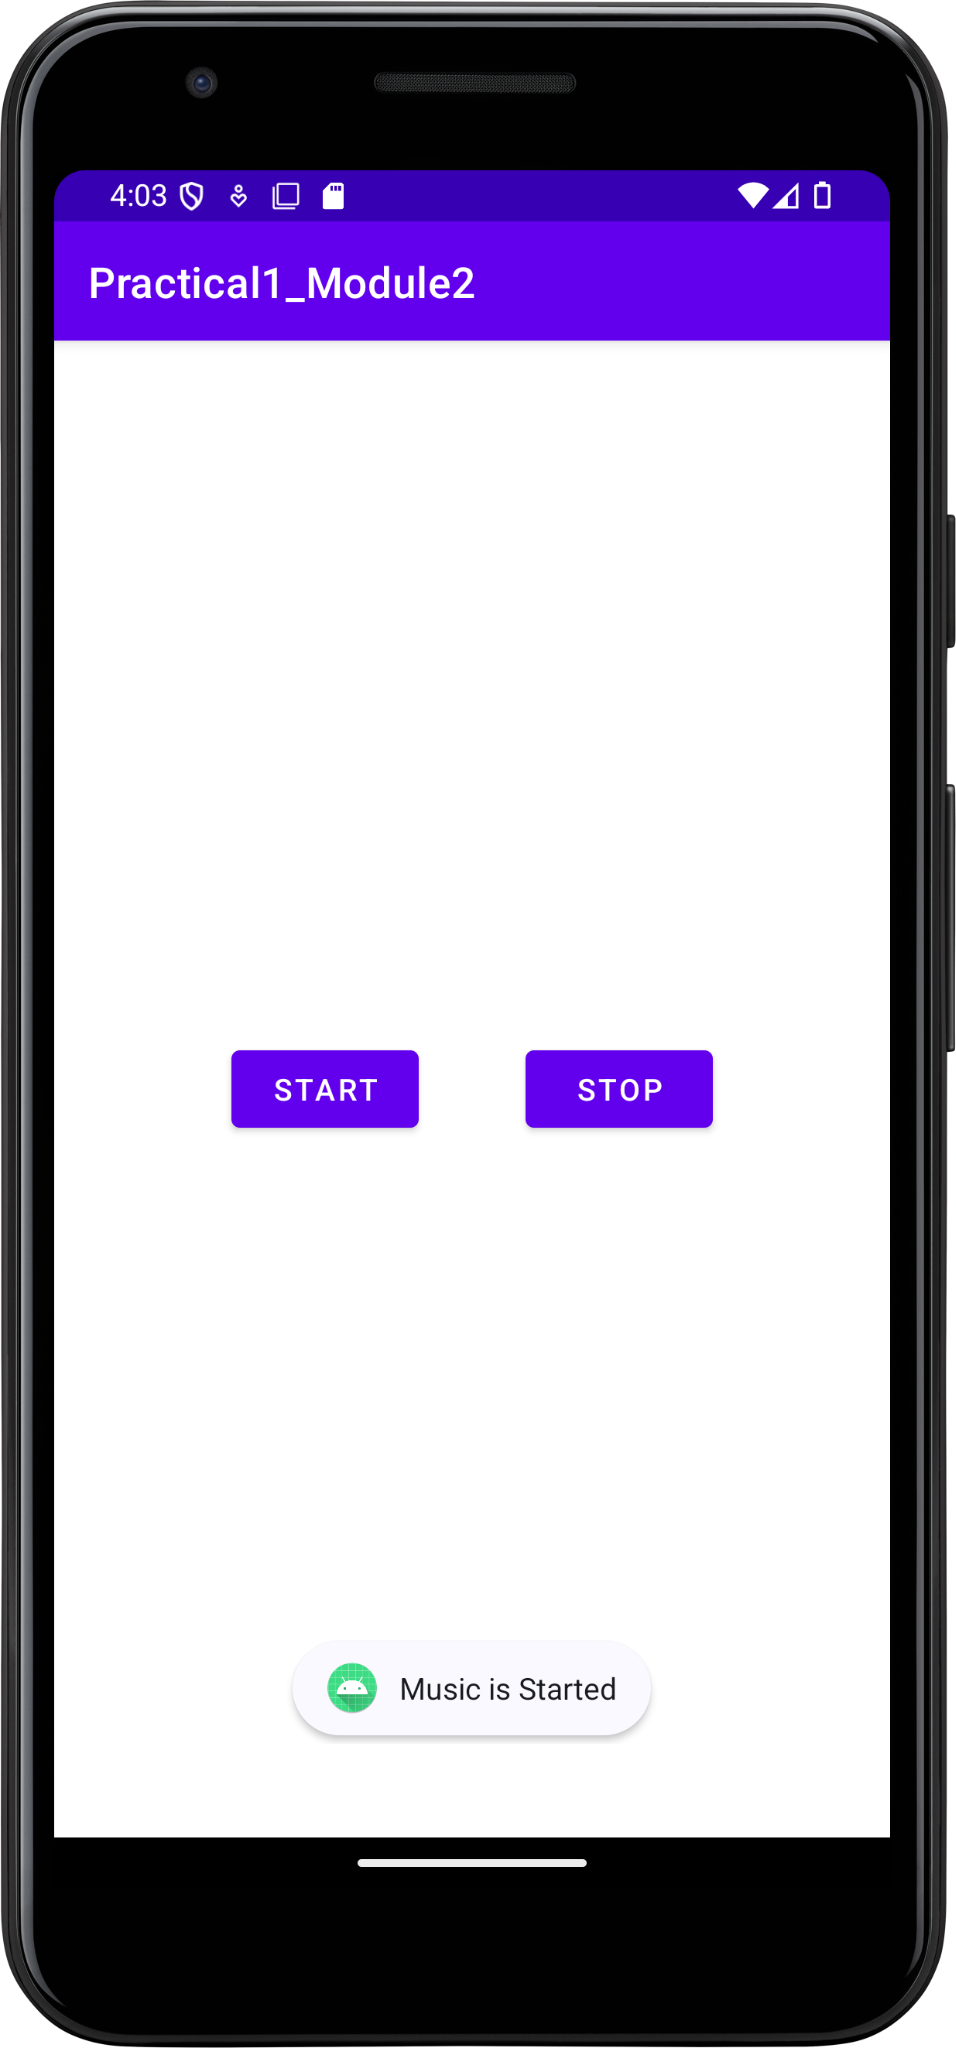 4:03
Practical1_Module2
START STOP
Music is Started